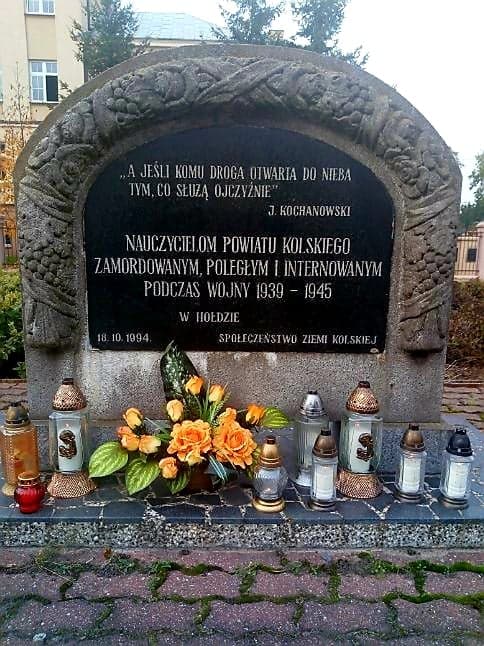 „A JEŚLI KOMU DROGA OTWARTA DO NIEBA
TYM, CO SŁUZĄ OJCZYŹNIE"
J. KOCHANOWSKI
NAUCZYCIELOM POWIATU KOLSKIEGO
ZAMORDOWANYM, POLEGŁYM I INTERNOWANYM
PODCZAS WOJNY 1939 – 1945
W HOŁDZIE
18.10.1994. SPOŁECZEŃSTWO ZIEMI KOLSKIEJ